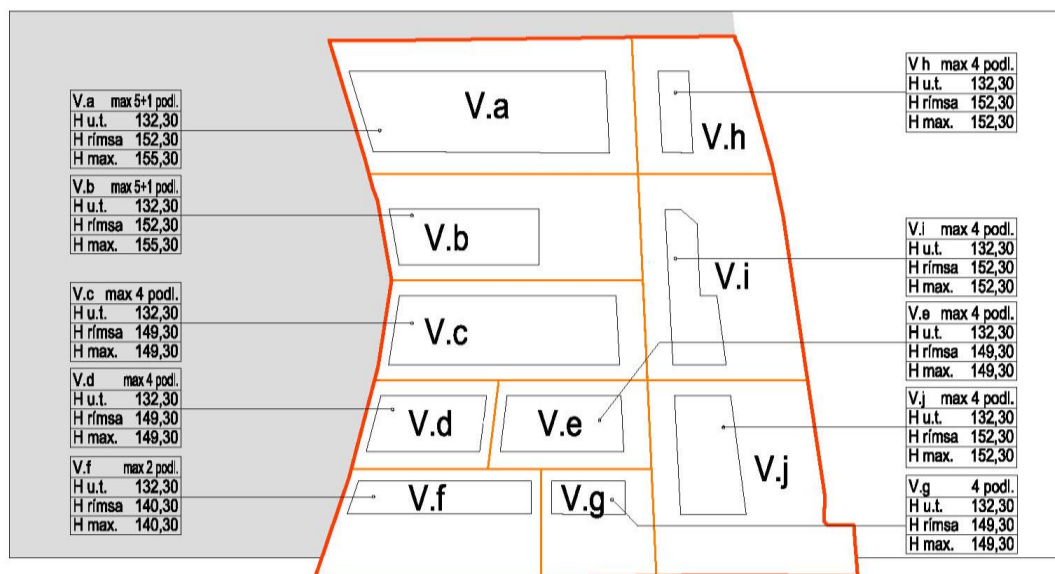 V.a max 5+1 podl.
H u.t. 132,30
H rímsa 152,30
H max. 155,30
V.b max 5+1 podl.
H u.t. 132,30
H rímsa 152,30
H max. 155,30
V.c max 4 podl.
H u.t. 132,30
H rímsa 149,30
H max. 149,30
V.d max 4 podl.
H u.t. 132,30
H rímsa 149,30
H max. 149,30
V.f max 2 podl.
H u.t. 132,30
H rímsa 140,30
H max. 140,30
V.a
V.h
V.b
V.i
V.c
V.d
V.e
V.j
V.f
V.g
V h max 4 podl.
H u.t. 132,30
H rímsa 152,30
H max. 152,30
V.i max 4 podl.
H u.t. 132,30
H rímsa 152,30
H max. 152,30
V.e max 4 podl.
H u.t. 132,30
H rímsa 149,30
H max. 149,30
V.j max 4 podl.
H u.t. 132,30
H rímsa 152,30
H max. 152,30
V.g 4 podl.
H u.t. 132,30
H rímsa 149,30
H max. 149,30